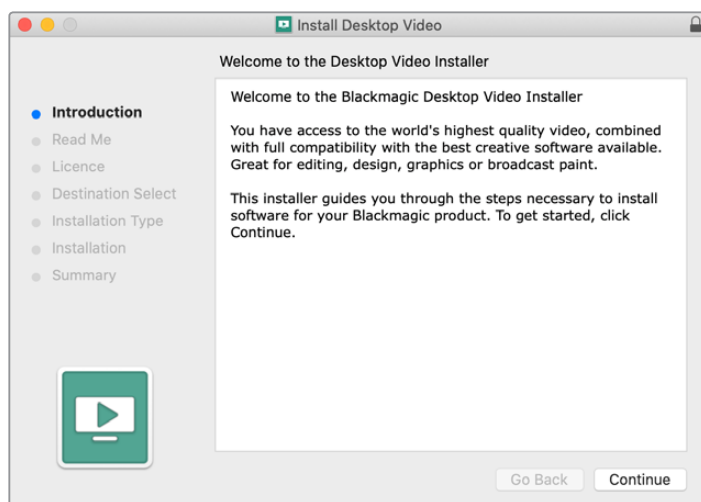 Install Desktop Video
Welcome to the Desktop Video Installer
Introduction
Read Me
Licence
Destination Select
Installation Type
Installation
Summary
Welcome to the Blackmagic Desktop Video Installer
You have access to the world's highest quality video, combined
with full compatibility with the best creative software available.
Great for editing, design, graphics or broadcast paint.
This installer guides you through the steps necessary to install
software for your Blackmagic product. To get started, click
Continue.
Go Back
Continue